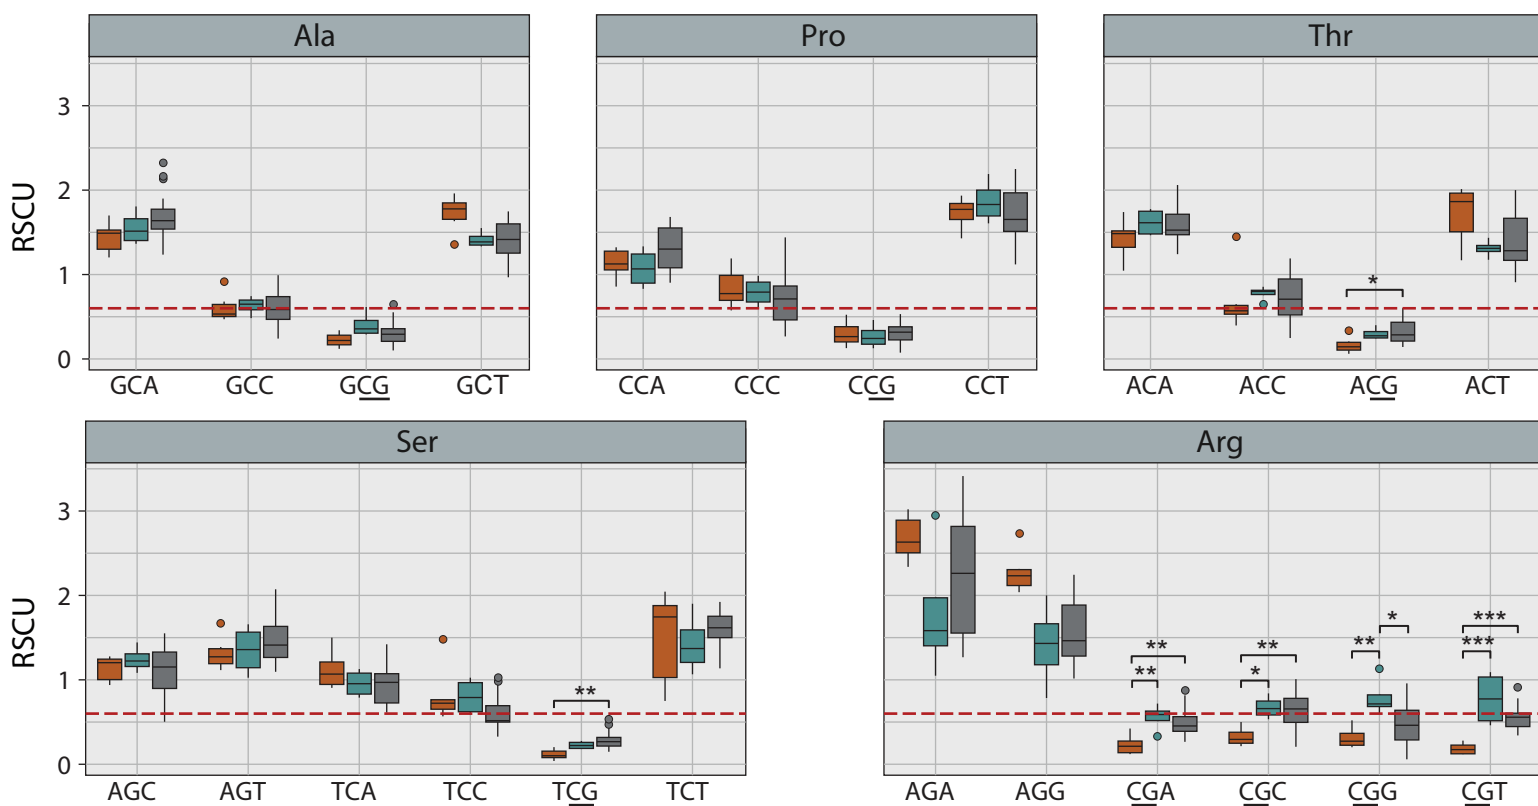 Ala
Pro
Thr
RSCU
3
2
1
0
*
GCA GCC GCG GCT
CCA CCC CCG CCT
ACA ACC ACG ACT
Ser
Arg
RSCU
3
2
1
0
**
** ** ** * ** * *** ***
AGC AGT TCA TCC TCG TCT
AGA AGG CGA CGC CGG CGT